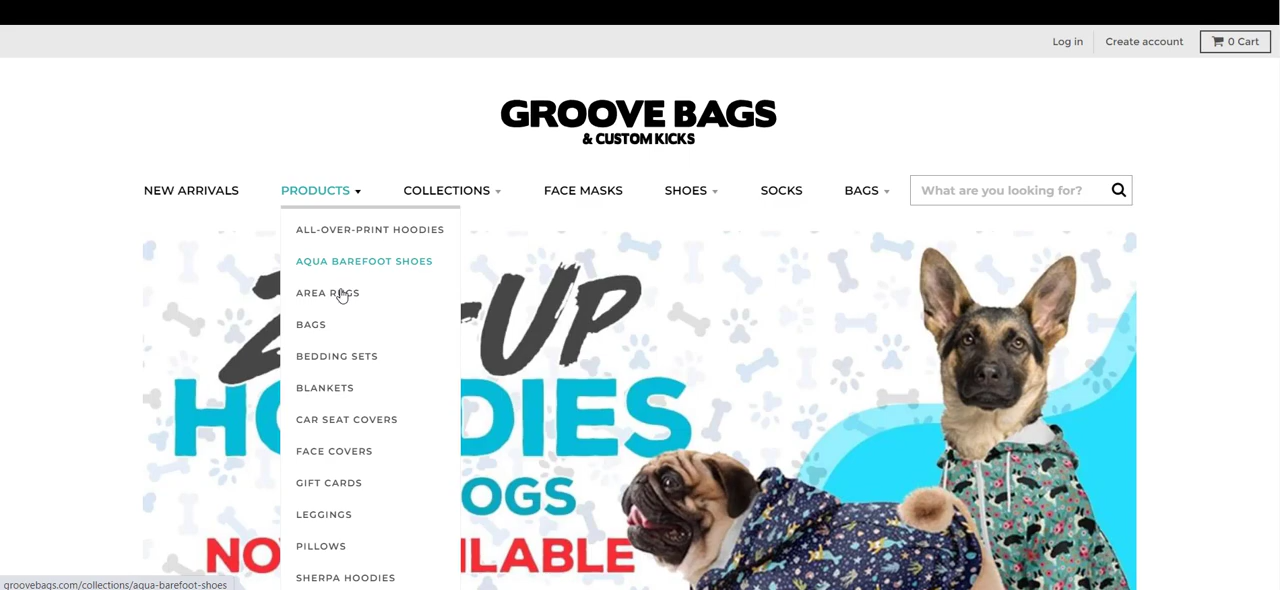 Log in
Create account
0 Cart
GROOVE BAGS
& CUSTOM KICKS
NEW ARRIVALS
PRODUCTS
COLLECTIONS
FACE MASKS
SHOES
SOCKS
BAGS
What are you looking for?
ALL-OVER-PRINT HOODIES
AQUA BAREFOOT SHOES
AREA RUGS
BAGS
BEDDING SETS
BLANKETS
CAR SEAT COVERS
FACE COVERS
GIFT CARDS
LEGGINGS
PILLOWS
SHERPA HOODIES
groovebags.com/collections/aqua-barefoot-shoes